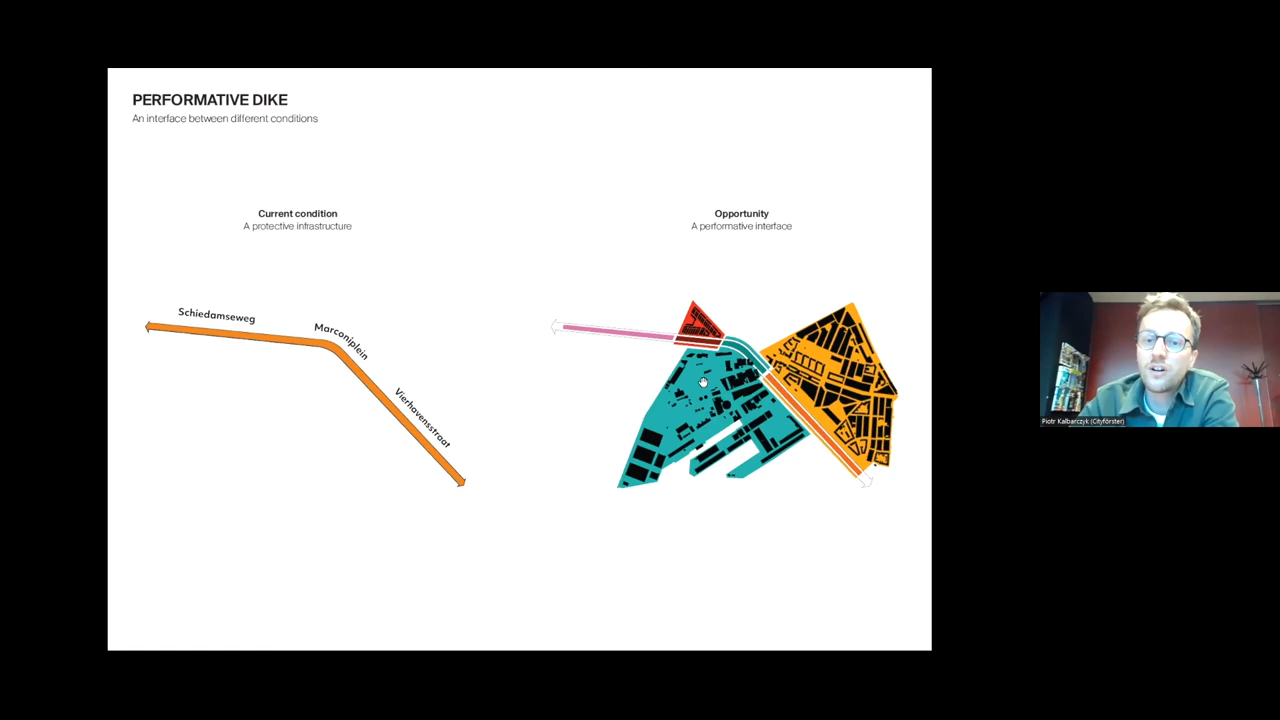 PERFORMATIVE DIKE
An interface between different conditions
Current condition
A protective infrastructure
Opportunity
A performative interface
Schiedamseweg
Marconiplein
Vierhavensstraat
Piotr Kalbarczyk (Cityförster)